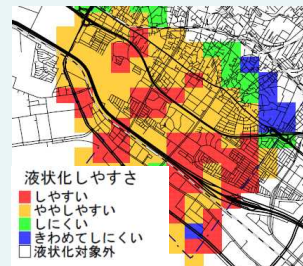 液状化しやすさ
しやすい
ややしやすい
しにくい
きわめてしにくい
液状化対象外